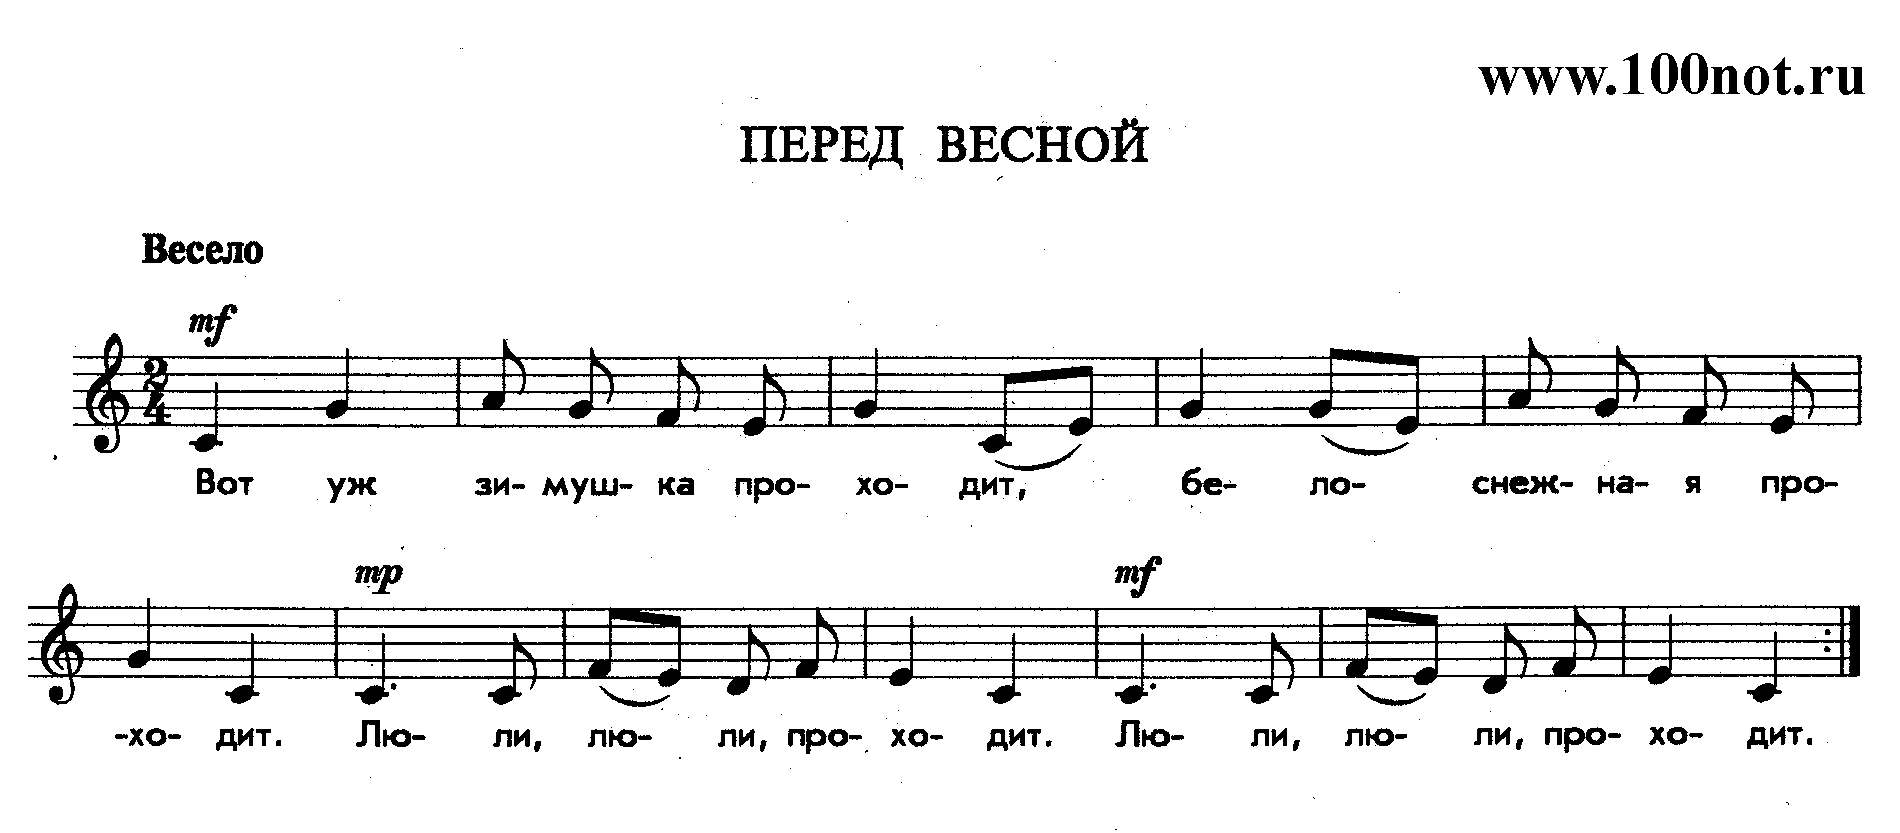 www.100not.ru
ПЕРЕД ВЕСНОЙ
Весело
mf
2
4
Вот уж зи- муш- ка про- хо- дит, бе- ло- снеж- на- я про-
mp mf
-хо- дит. Лю- ли, лю- ли, про- хо- дит. Лю- ли, лю- ли, про- хо- дит.